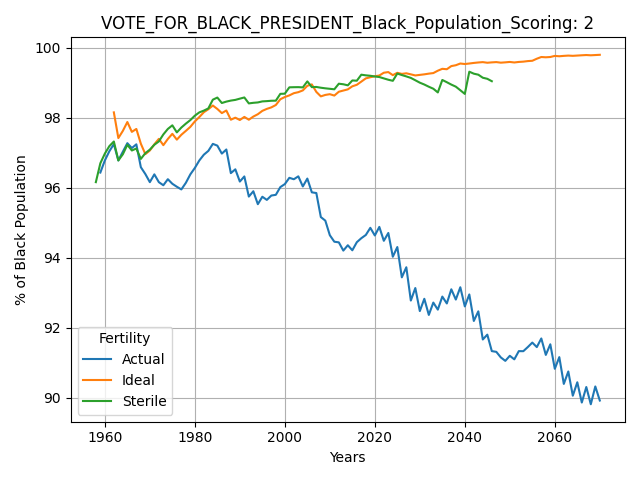 VOTE_FOR_BLACK_PRESIDENT_Black_Population_Scoring: 2
% of Black Population
100
98
96
94
92
90
Fertility
Actual
Ideal
Sterile
1960 1980 2000 2020 2040 2060
Years